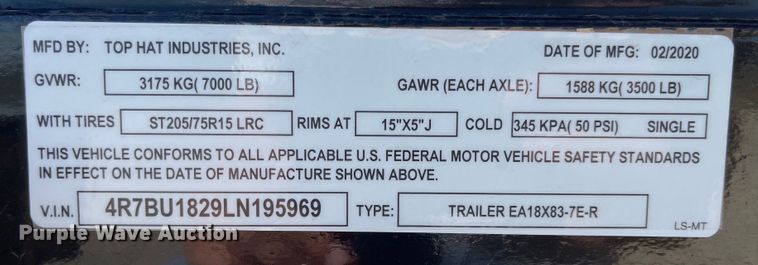 MFD BY: TOP HAT INDUSTRIES, INC. DATE OF MFG: 02/2020
GVWR: 3175 KG( 7000 LB) GAWR (EACH AXLE): 1588 KG( 3500 LB)
WITH TIRES ST205/75R15 LRC RIMS AT 15"X5"J COLD 345 KPA( 50 PSI) SINGLE
THIS VEHICLE CONFORMS TO ALL APPLICABLE U.S. FEDERAL MOTOR VEHICLE SAFETY STANDARDS
IN EFFECT ON THE DATE OF MANUFACTURE SHOWN ABOVE.
V.I.N. 4R7BU1829LN195969 TYPE: TRAILER EA18X83-7E-R
LS-MT
Purple Wave Auction